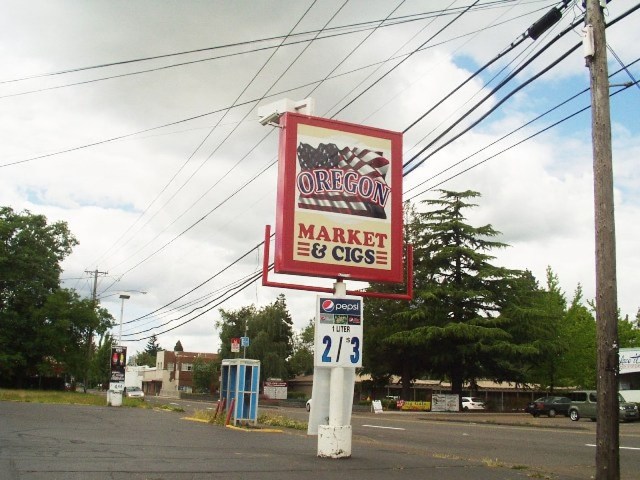 OREGON
MARKET
& CIGS
pepsi
1 LITER
2/$3